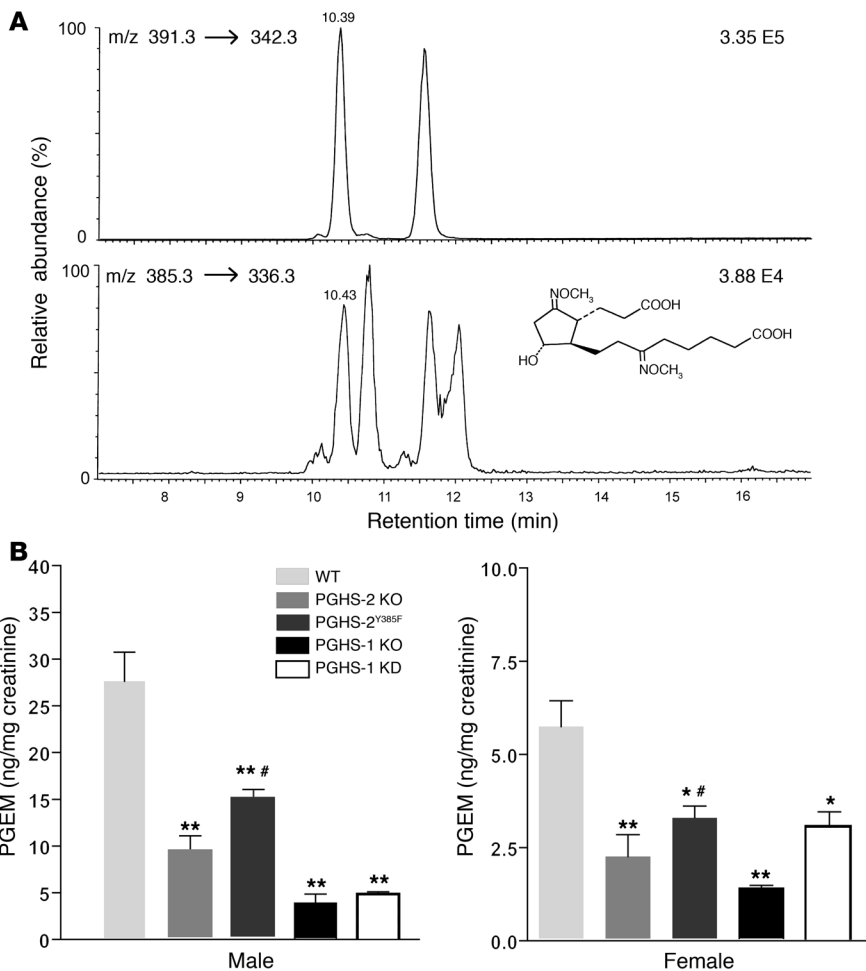 A
Relative abundance (%)
100
0
m/z 391.3 → 342.3
10.39
3.35 E5
100
0
m/z 385.3 → 336.3
10.43
3.88 E4
NOCH3
COOH
COOH
HO
NOCH3
8 9 10 11 12 13 14 15 16
Retention time (min)
B
PGEM (ng/mg creatinine)
40
35
30
25
20
15
10
5
0
WT
PGHS-2 KO
PGHS-2Y385F
PGHS-1 KO
PGHS-1 KD
**
** #
**
**
Male
PGEM (ng/mg creatinine)
10.0
7.5
5.0
2.5
0.0
**
* #
**
*
Female